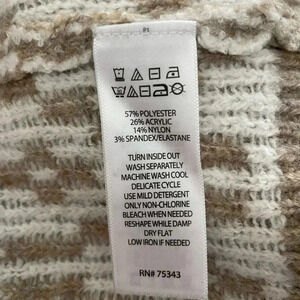 57% POLYESTER
26% ACRYLIC
14% NYLON
3% SPANDEX/ELASTANE
TURN INSIDE OUT
WASH SEPARATELY
MACHINE WASH COOL
DELICATE CYCLE
USE MILD DETERGENT
ONLY NON-CHLORINE
BLEACH WHEN NEEDED
RESHAPE WHILE DAMP
DRY FLAT
LOW IRON IF NEEDED
RN# 75343